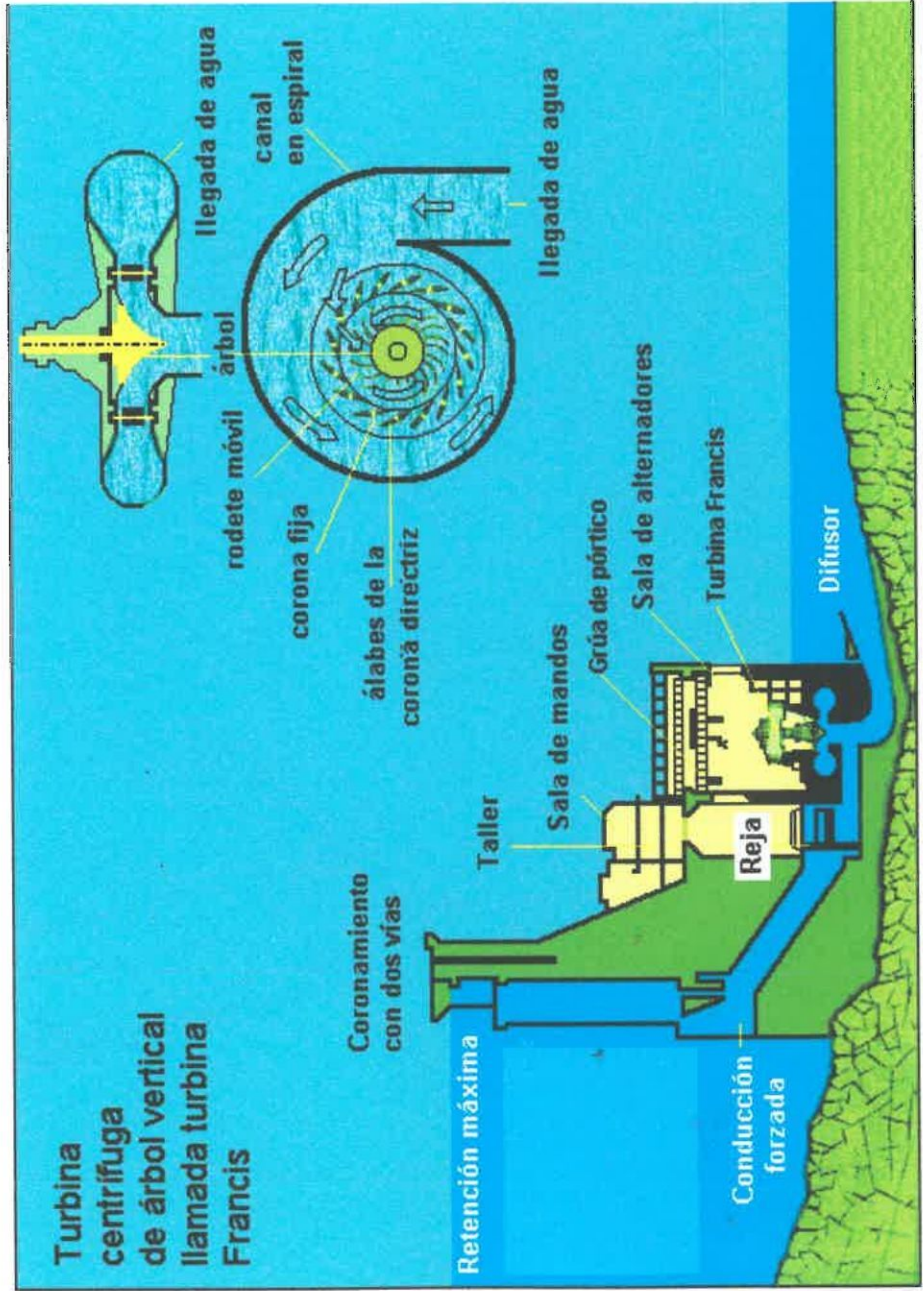 Turbina
centrífuga
de árbol vertical
llamada turbina
Francis
llegada de agua
árbol
canal
en espiral
rodete móvil
corona fija
álabes de la
corona directriz
llegada de agua
Coronamiento
con dos vías
Taller
Sala de mandos
Grúa de pórtico
Sala de alternadores
Turbina Francis
Retención máxima
Reja
Difusor
Conducción
forzada